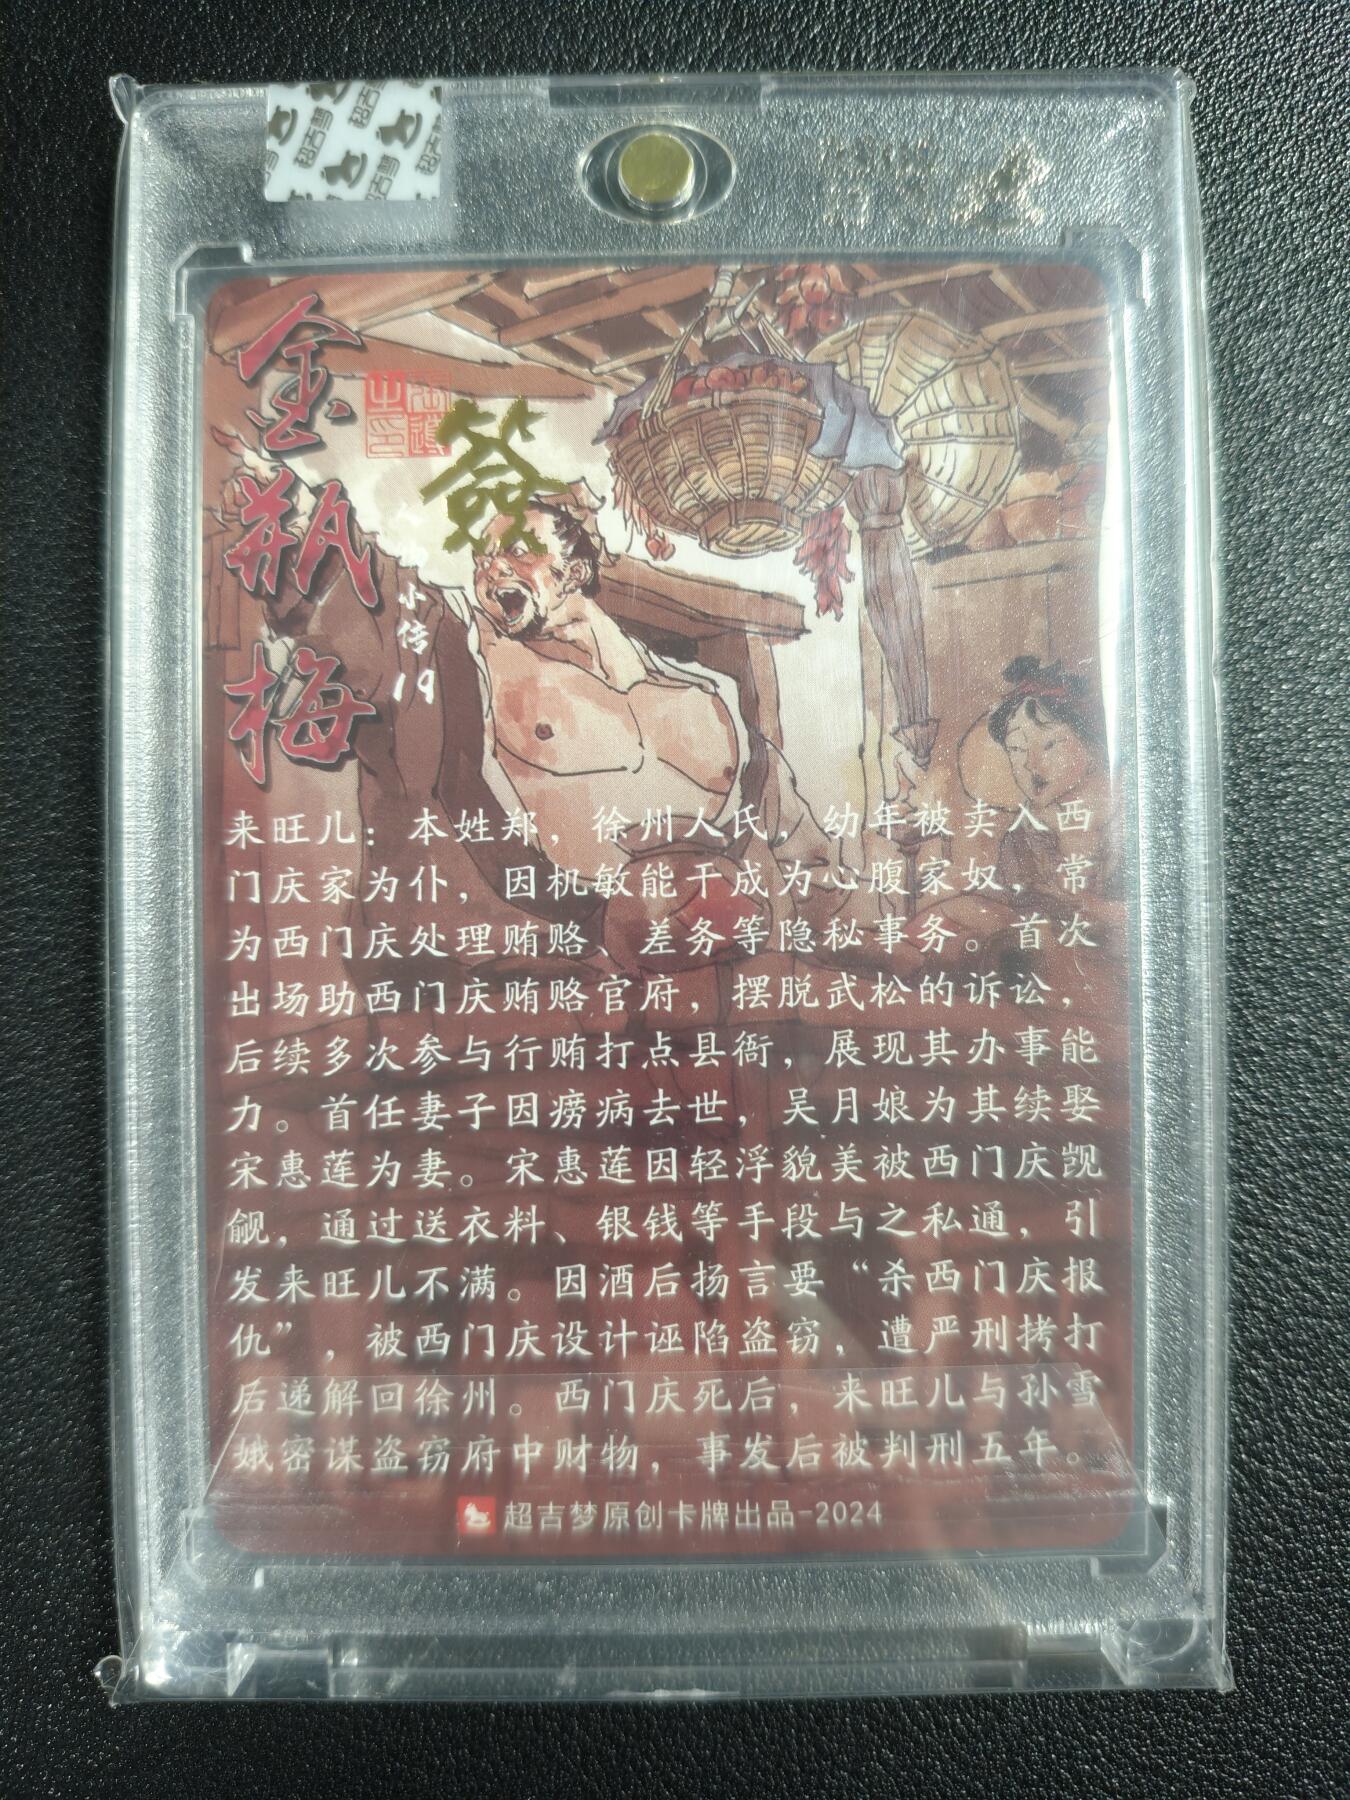 金瓶梅
簽
小传19
来旺儿：本姓郑，徐州人氏，幼年被卖入西
门庆家为仆，因机敏能干成为心腹家奴，常
为西门庆处理贿赂、差务等隐秘事务。首次
出场助西门庆贿赂官府，摆脱武松的诉讼，
后续多次参与行贿打点县衙，展现其办事能
力。首任妻子因痨病去世，吴月娘为其续娶
宋惠莲为妻。宋惠莲因轻浮貌美被西门庆觊
觎，通过送衣料、银钱等手段与之私通，引
发来旺儿不满。因酒后扬言要“杀西门庆报
仇”，被西门庆设计诬陷盗窃，遭严刑拷打
后递解回徐州。西门庆死后，来旺儿与孙雪
娥密谋盗窃府中财物，事发后被判刑五年。
超吉梦原创卡牌出品-2024